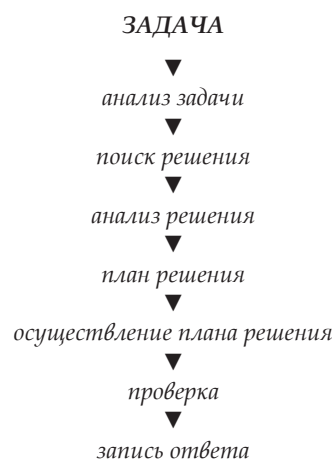 ЗАДАЧА
анализ задачи
поиск решения
анализ решения
план решения
осуществление плана решения
проверка
запись ответа